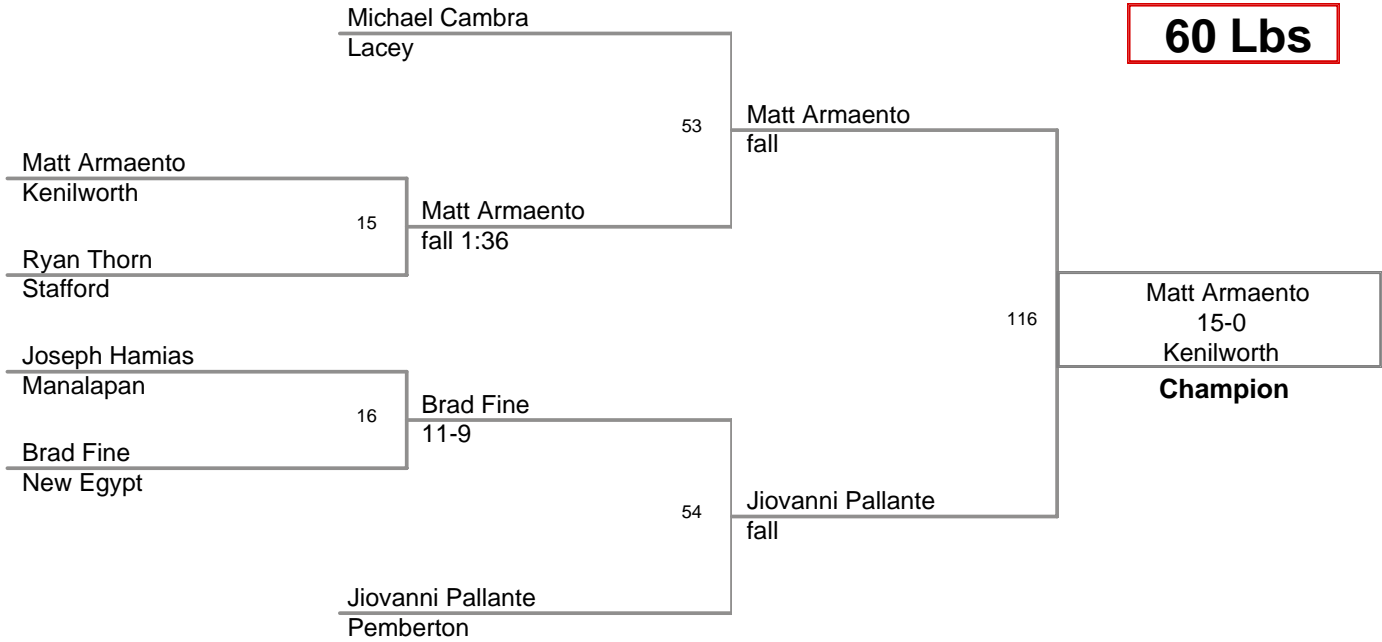 Michael Cambra
Lacey
60 Lbs
53
Matt Armaento
fall
Matt Armaento
Kenilworth
15
Matt Armaento
fall 1:36
Ryan Thorn
Stafford
116
Matt Armaento
15-0
Kenilworth
Champion
Joseph Hamias
Manalapan
16
Brad Fine
11-9
Brad Fine
New Egypt
54
Jiovanni Pallante
fall
Jiovanni Pallante
Pemberton